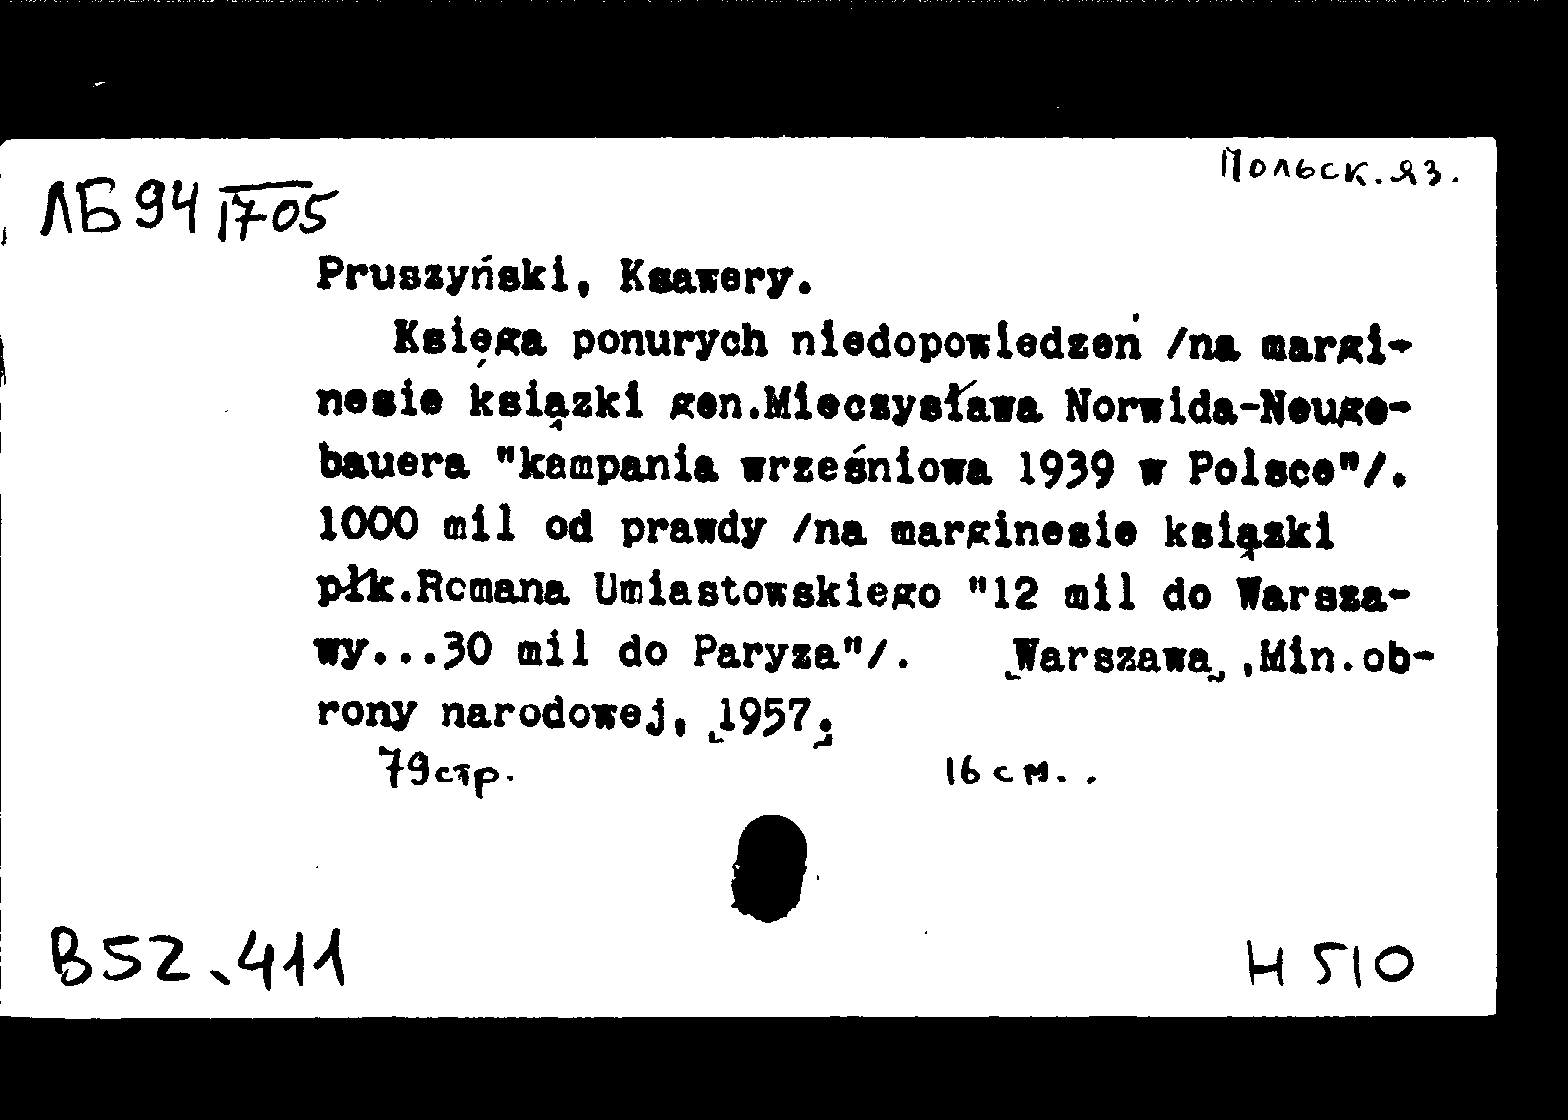 Польск. яз.
ЛБ94 1705
Pruszyński, Ksawery.
Księga ponurych niedopowiedzeń /na margi-
nesie książki gen.Mieczysława Norwida-Neuge-
bauera "kampania wrześniowa 1939 w Polsce"/.
1000 mil od prawdy /na marginesie książki
płk.Romana Umiastowskiego "12 mil do Warsza-
wy...30 mil do Paryza"/. [Warszawa],Min.ob-
rony narodowej, [1957.]
79стр. 16см.
B52.411 Н 510